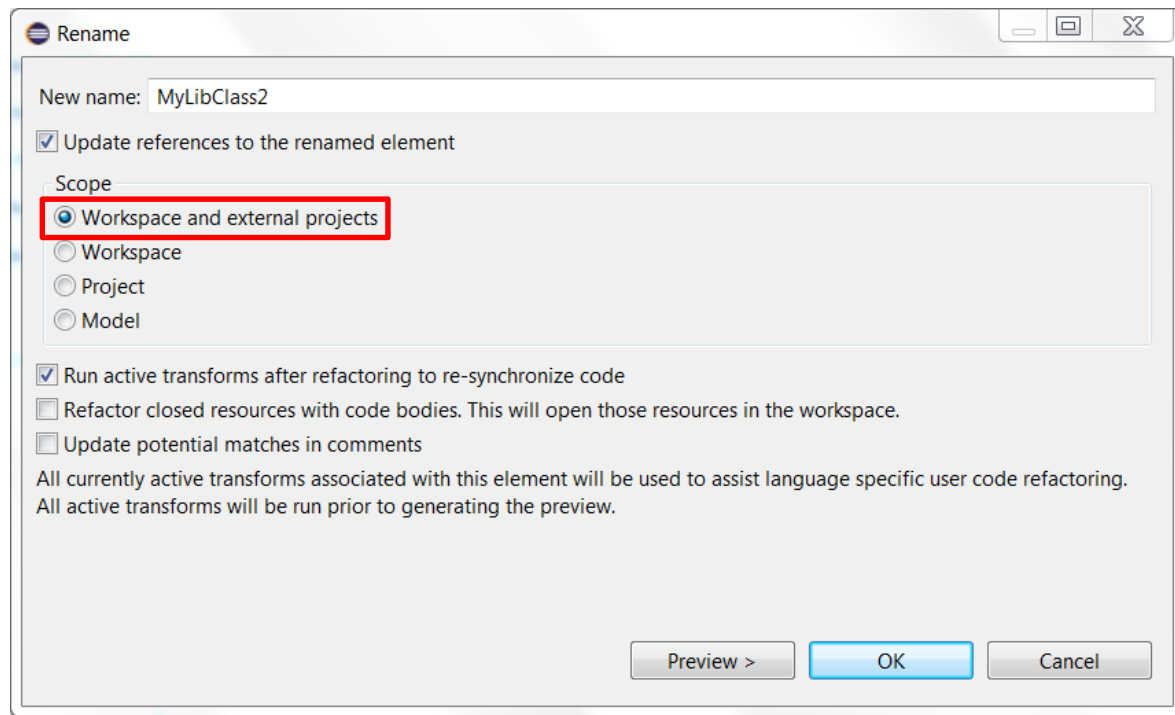 Rename
New name: MyLibClass2
Update references to the renamed element
Scope
Workspace and external projects
Workspace
Project
Model
Run active transforms after refactoring to re-synchronize code
Refactor closed resources with code bodies. This will open those resources in the workspace.
Update potential matches in comments
All currently active transforms associated with this element will be used to assist language specific user code refactoring.
All active transforms will be run prior to generating the preview.
Preview > OK Cancel